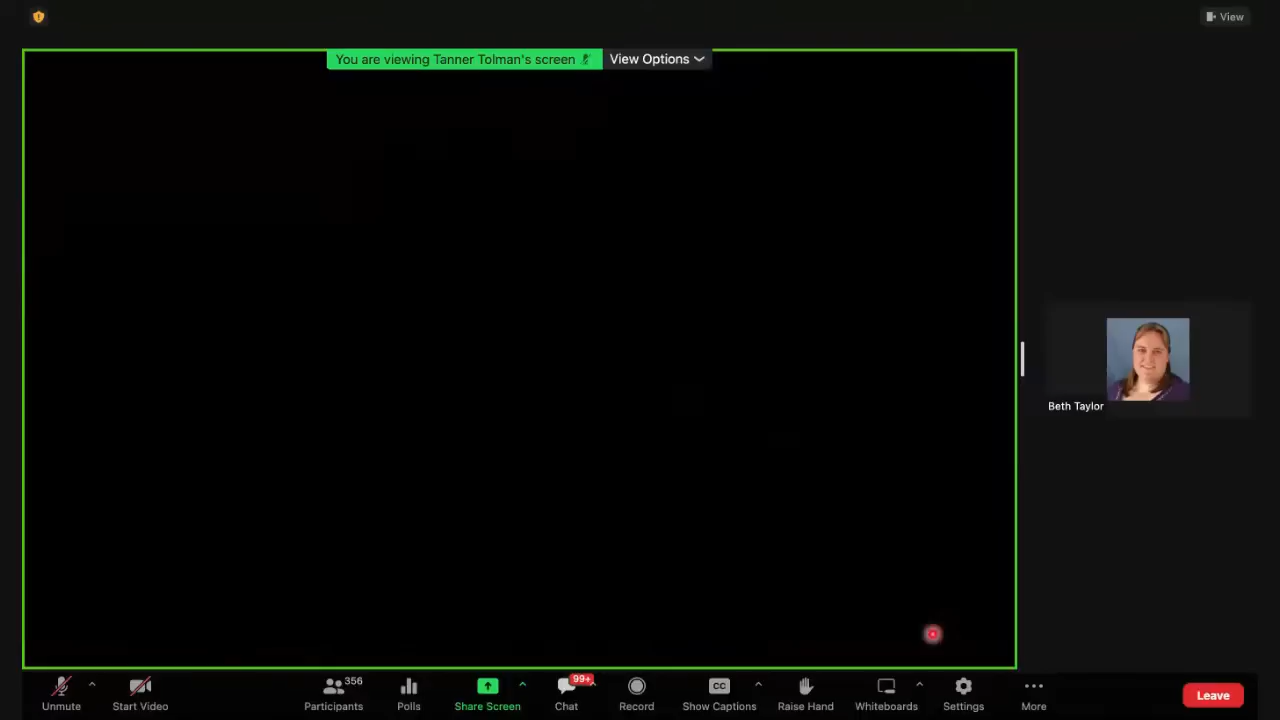 View
You are viewing Tanner Tolman's screen View Options
Beth Taylor
356
99+
CC
Unmute Start Video Participants Polls Share Screen Chat Record Show Captions Raise Hand Whiteboards Settings More Leave